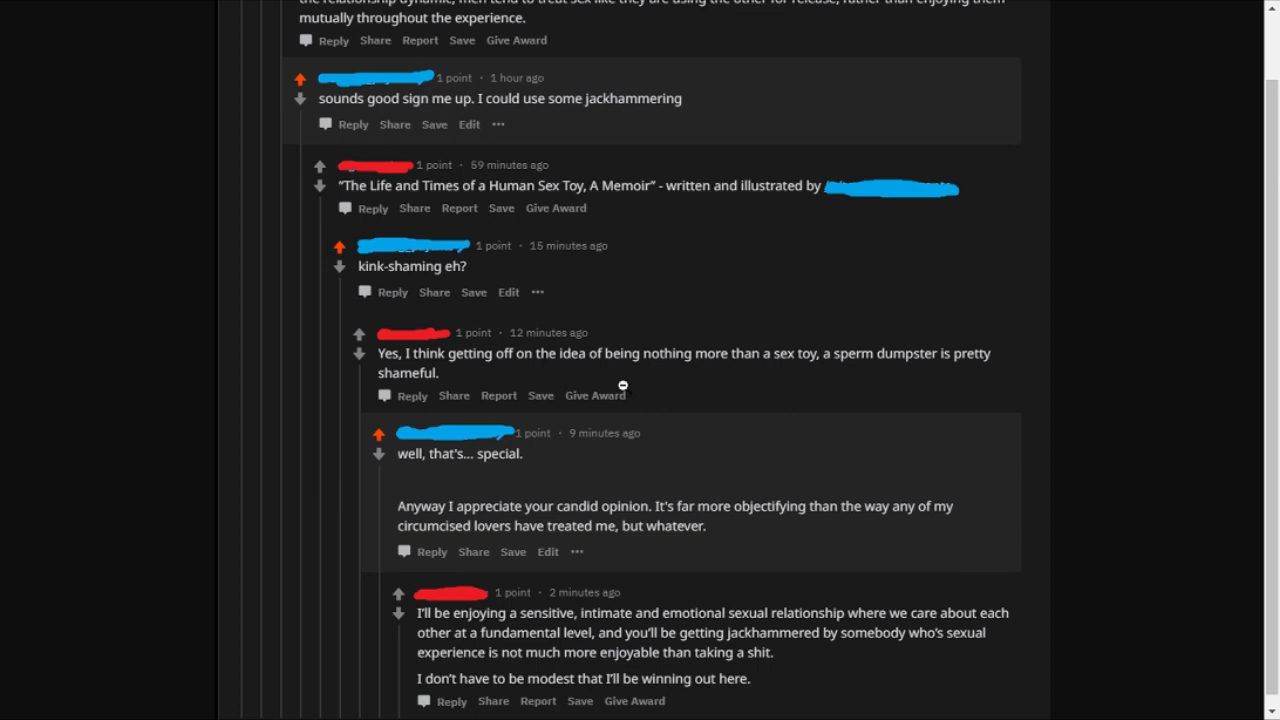 mutually throughout the experience.
Reply Share Report Save Give Award
1 point · 1 hour ago
sounds good sign me up. I could use some jackhammering
Reply Share Save Edit ···
1 point · 59 minutes ago
“The Life and Times of a Human Sex Toy, A Memoir” - written and illustrated by
Reply Share Report Save Give Award
1 point · 15 minutes ago
kink-shaming eh?
Reply Share Save Edit ···
1 point · 12 minutes ago
Yes, I think getting off on the idea of being nothing more than a sex toy, a sperm dumpster is pretty
shameful.
Reply Share Report Save Give Award
1 point · 9 minutes ago
well, that's... special.
Anyway I appreciate your candid opinion. It's far more objectifying than the way any of my
circumcised lovers have treated me, but whatever.
Reply Share Save Edit ···
1 point · 2 minutes ago
I’ll be enjoying a sensitive, intimate and emotional sexual relationship where we care about each
other at a fundamental level, and you’ll be getting jackhammered by somebody who’s sexual
experience is not much more enjoyable than taking a shit.
I don’t have to be modest that I’ll be winning out here.
Reply Share Report Save Give Award